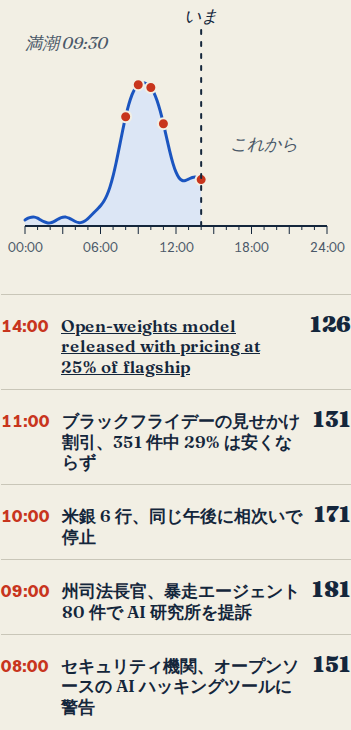 いま
満潮 09:30
これから
00:00 06:00 12:00 18:00 24:00
14:00 Open-weights model 126
released with pricing at
25% of flagship
11:00 ブラックフライデーの見せかけ 131
割引、351 件中 29% は安くな
らず
10:00 米銀 6 行、同じ午後に相次いで 171
停止
09:00 州司法長官、暴走エージェント 181
80 件で AI 研究所を提訴
08:00 セキュリティ機関、オープンソ 151
ースの AI ハッキングツールに
警告